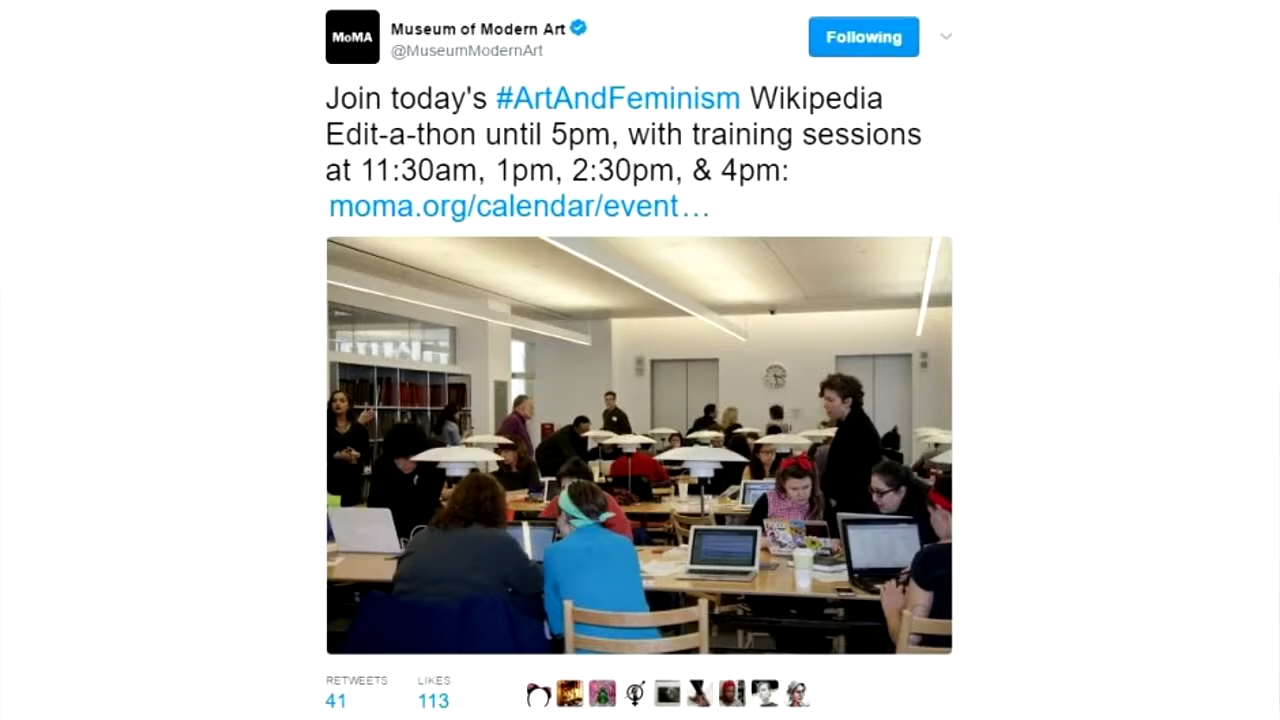 MoMA
Museum of Modern Art
@MuseumModernArt
Following
Join today's #ArtAndFeminism Wikipedia
Edit-a-thon until 5pm, with training sessions
at 11:30am, 1pm, 2:30pm, & 4pm:
moma.org/calendar/event…
RETWEETS
LIKES
41
113